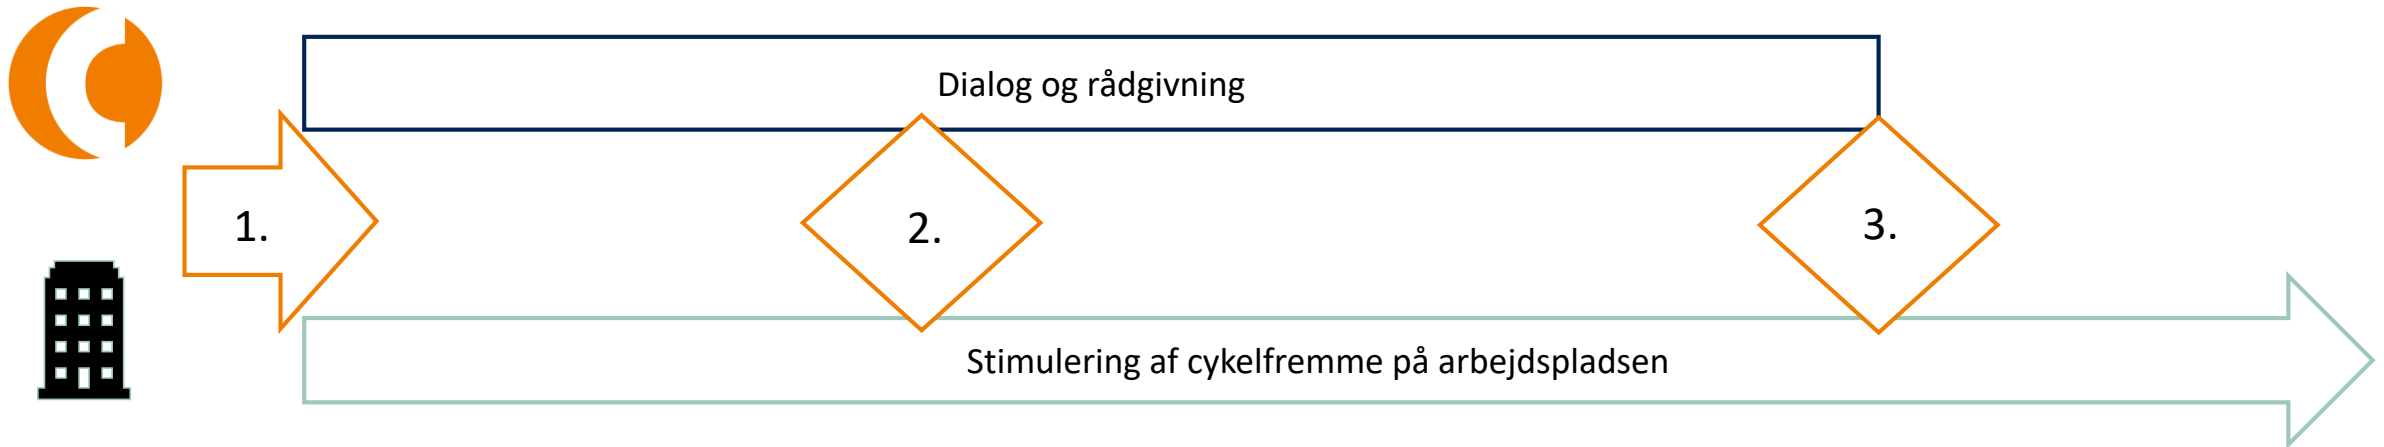 Dialog og rådgivning
1.
2.
3.
Stimulering af cykelfremme på arbejdspladsen